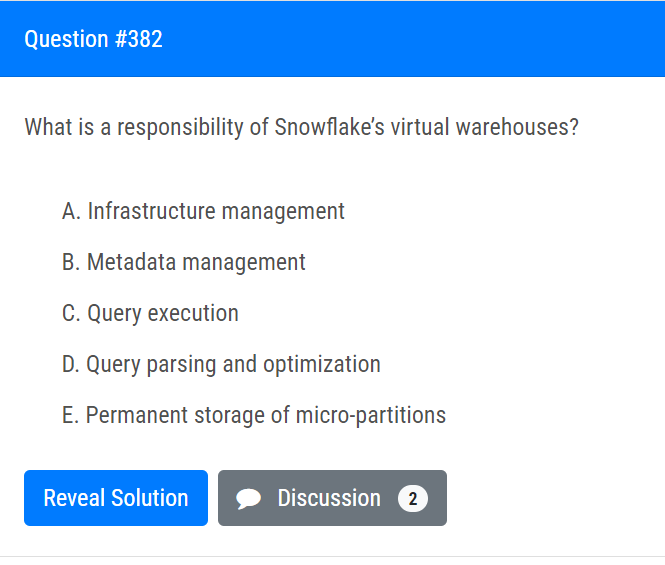 Question #382
What is a responsibility of Snowflake’s virtual warehouses?
A. Infrastructure management
B. Metadata management
C. Query execution
D. Query parsing and optimization
E. Permanent storage of micro-partitions
Reveal Solution Discussion 2